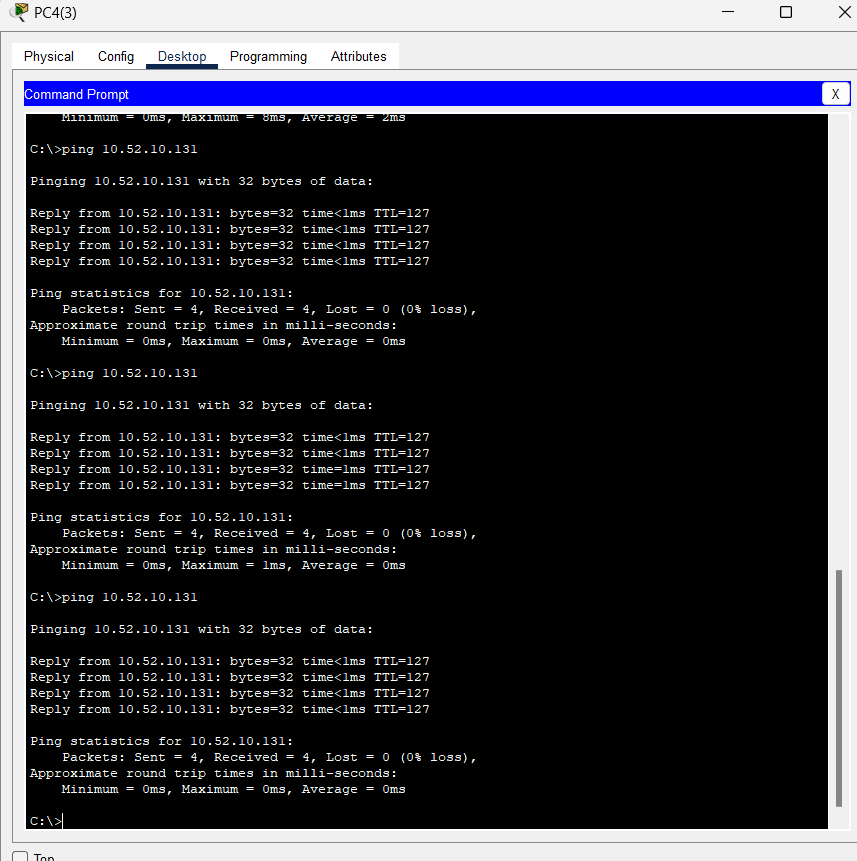 PC4(3)
Physical Config Desktop Programming Attributes
Command Prompt X
Minimum = 0ms, Maximum = 8ms, Average = 2ms
C:\>ping 10.52.10.131
Pinging 10.52.10.131 with 32 bytes of data:
Reply from 10.52.10.131: bytes=32 time<1ms TTL=127
Reply from 10.52.10.131: bytes=32 time<1ms TTL=127
Reply from 10.52.10.131: bytes=32 time<1ms TTL=127
Reply from 10.52.10.131: bytes=32 time<1ms TTL=127
Ping statistics for 10.52.10.131:
Packets: Sent = 4, Received = 4, Lost = 0 (0% loss),
Approximate round trip times in milli-seconds:
Minimum = 0ms, Maximum = 0ms, Average = 0ms
C:\>ping 10.52.10.131
Pinging 10.52.10.131 with 32 bytes of data:
Reply from 10.52.10.131: bytes=32 time<1ms TTL=127
Reply from 10.52.10.131: bytes=32 time<1ms TTL=127
Reply from 10.52.10.131: bytes=32 time=1ms TTL=127
Reply from 10.52.10.131: bytes=32 time=1ms TTL=127
Ping statistics for 10.52.10.131:
Packets: Sent = 4, Received = 4, Lost = 0 (0% loss),
Approximate round trip times in milli-seconds:
Minimum = 0ms, Maximum = 1ms, Average = 0ms
C:\>ping 10.52.10.131
Pinging 10.52.10.131 with 32 bytes of data:
Reply from 10.52.10.131: bytes=32 time<1ms TTL=127
Reply from 10.52.10.131: bytes=32 time<1ms TTL=127
Reply from 10.52.10.131: bytes=32 time<1ms TTL=127
Reply from 10.52.10.131: bytes=32 time<1ms TTL=127
Ping statistics for 10.52.10.131:
Packets: Sent = 4, Received = 4, Lost = 0 (0% loss),
Approximate round trip times in milli-seconds:
Minimum = 0ms, Maximum = 0ms, Average = 0ms
C:\>
Top